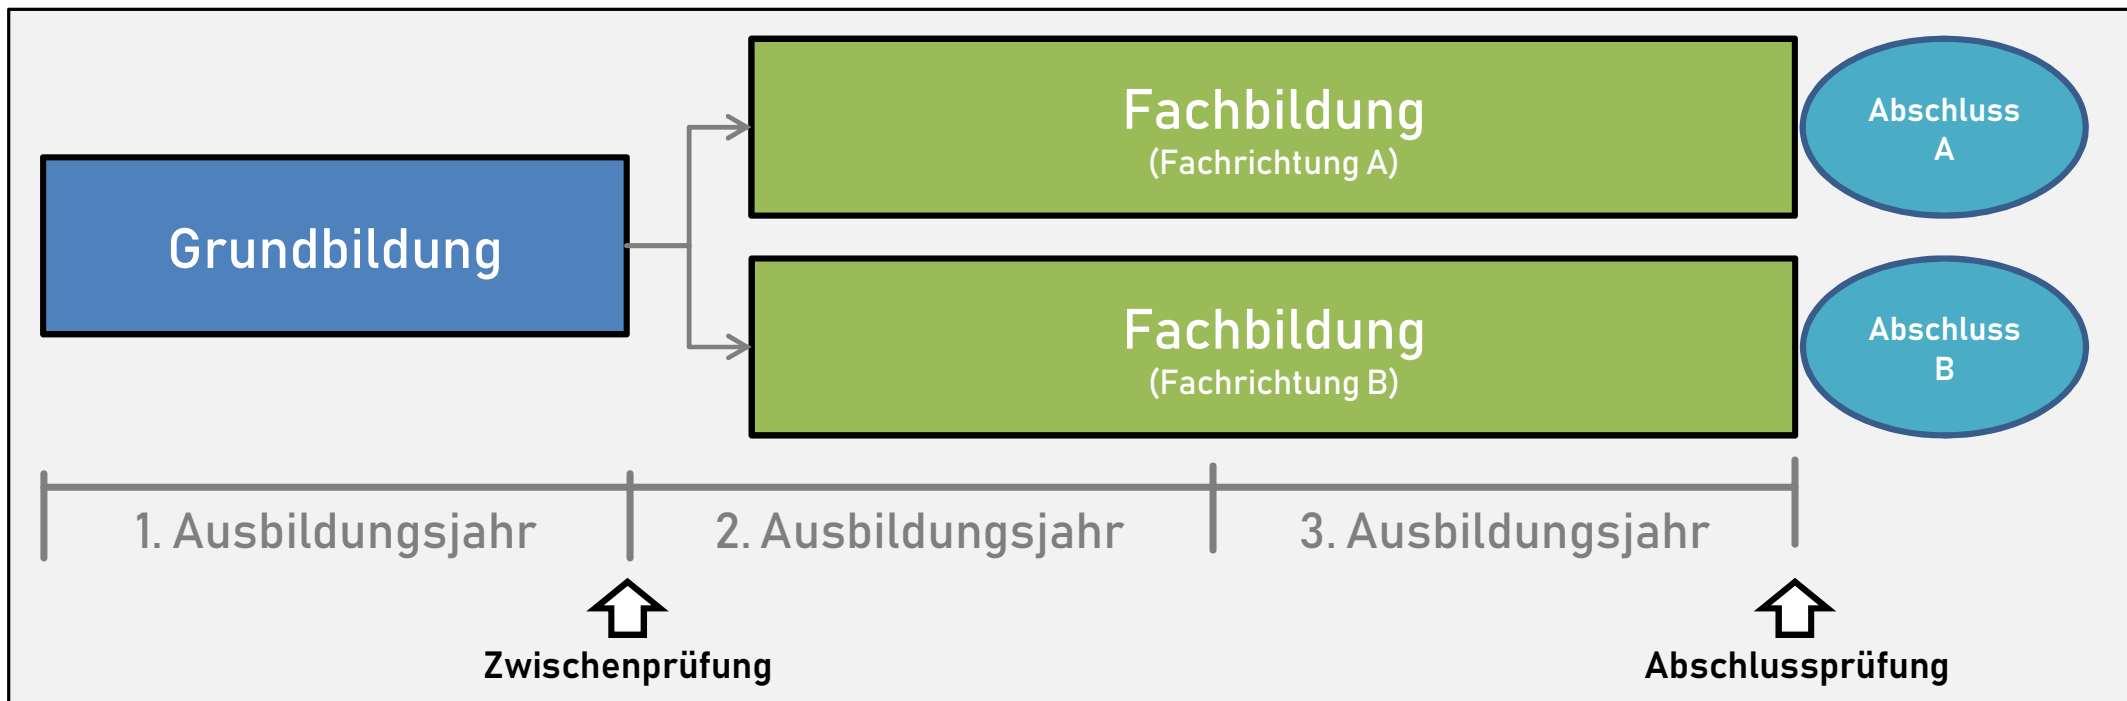 Fachbildung
(Fachrichtung A)
Abschluss
A
Grundbildung
Fachbildung
(Fachrichtung B)
Abschluss
B
1. Ausbildungsjahr
2. Ausbildungsjahr
3. Ausbildungsjahr
Zwischenprüfung
Abschlussprüfung